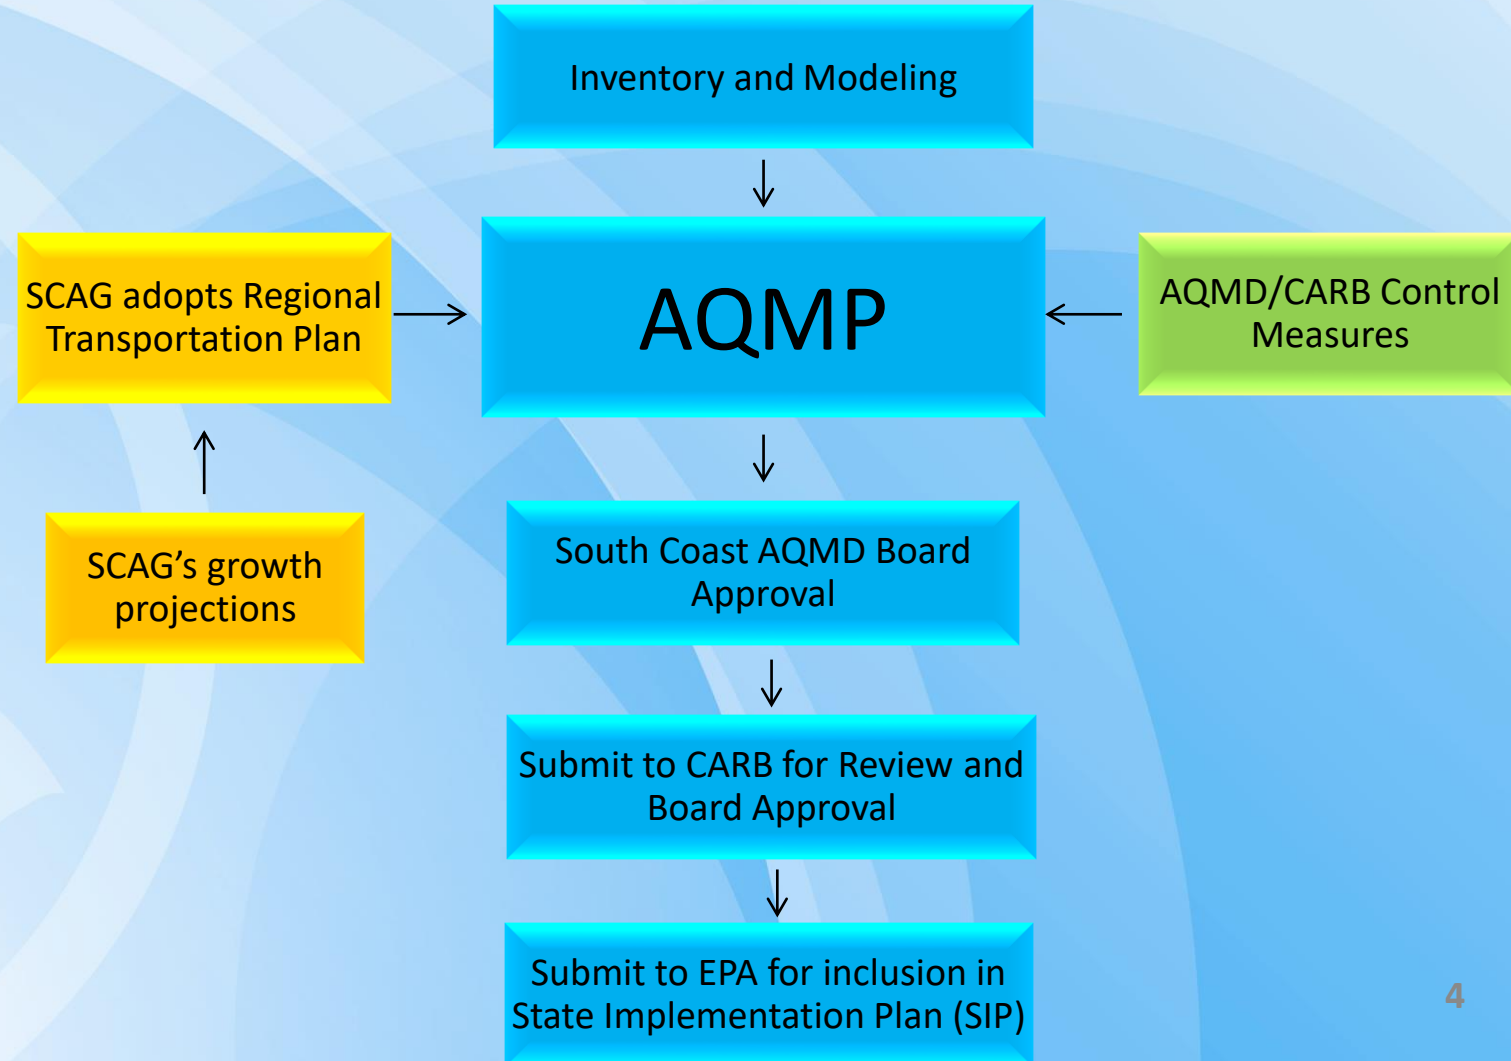 Inventory and Modeling
SCAG adopts Regional
Transportation Plan
AQMP
AQMD/CARB Control
Measures
SCAG’s growth
projections
South Coast AQMD Board
Approval
Submit to CARB for Review and
Board Approval
Submit to EPA for inclusion in
State Implementation Plan (SIP)
4